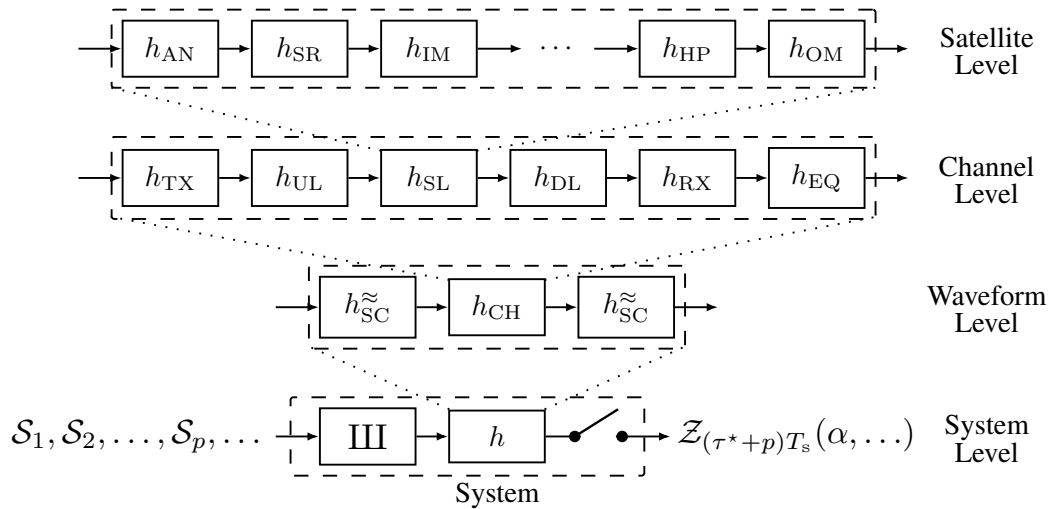 h_AN h_SR h_IM ⋯ h_HP h_OM Satellite
Level
h_TX h_UL h_SL h_DL h_RX h_EQ Channel
Level
h_SC^≈ h_CH h_SC^≈ Waveform
Level
𝒮_1, 𝒮_2, …, 𝒮_p, … Ш h 𝒵_{(τ⋆+p)T_s}(α, …) System
Level
System